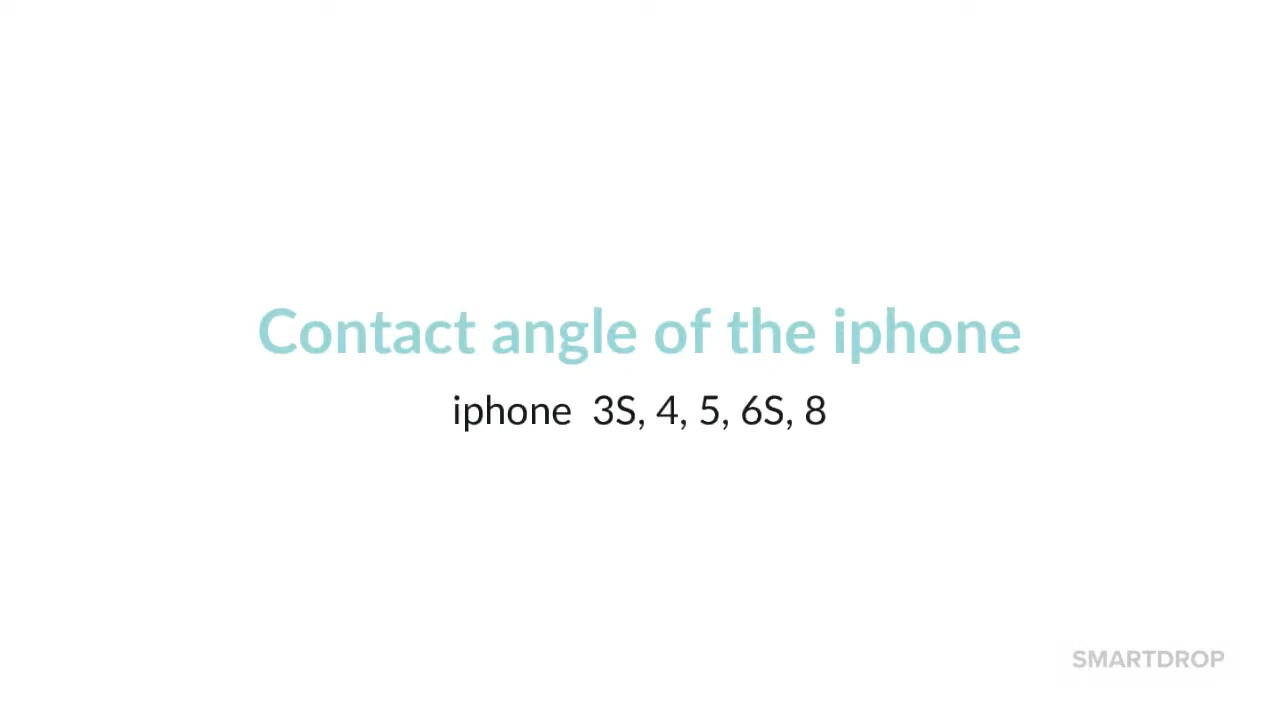 Contact angle of the iphone
iphone 3S, 4, 5, 6S, 8
SMARTDROP